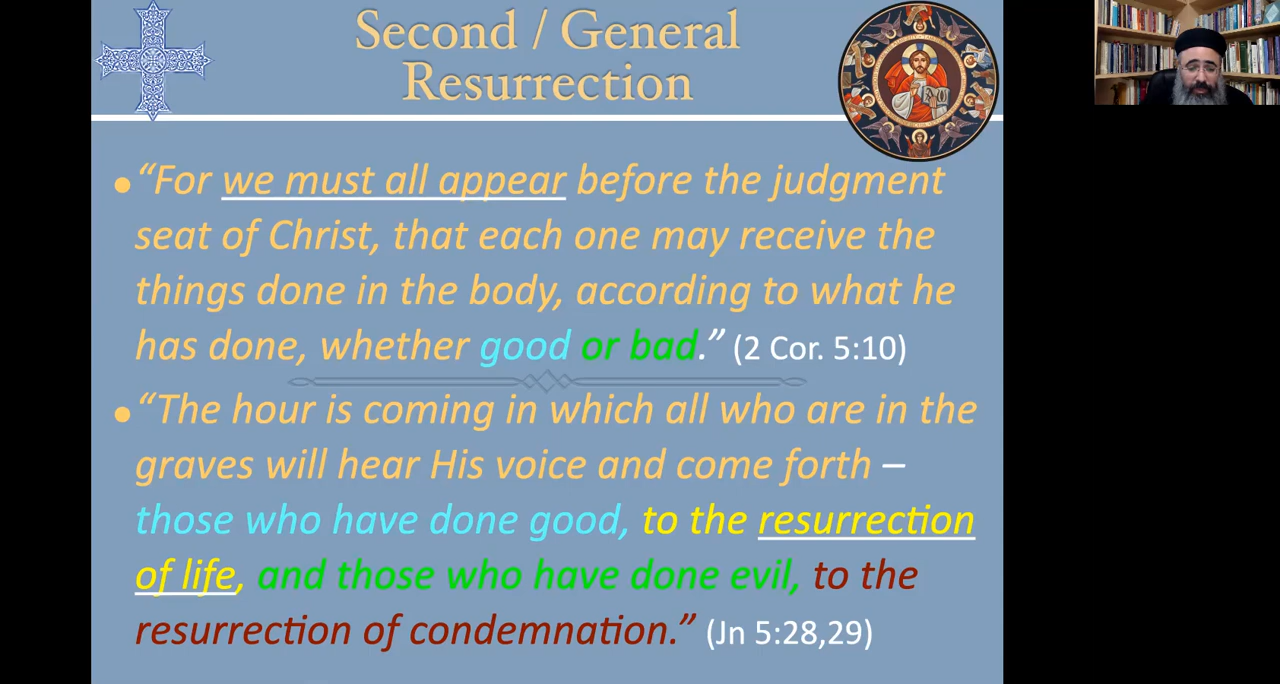 Second / General
Resurrection
• “For we must all appear before the judgment
seat of Christ, that each one may receive the
things done in the body, according to what he
has done, whether good or bad.” (2 Cor. 5:10)
• “The hour is coming in which all who are in the
graves will hear His voice and come forth –
those who have done good, to the resurrection
of life, and those who have done evil, to the
resurrection of condemnation.” (Jn 5:28,29)